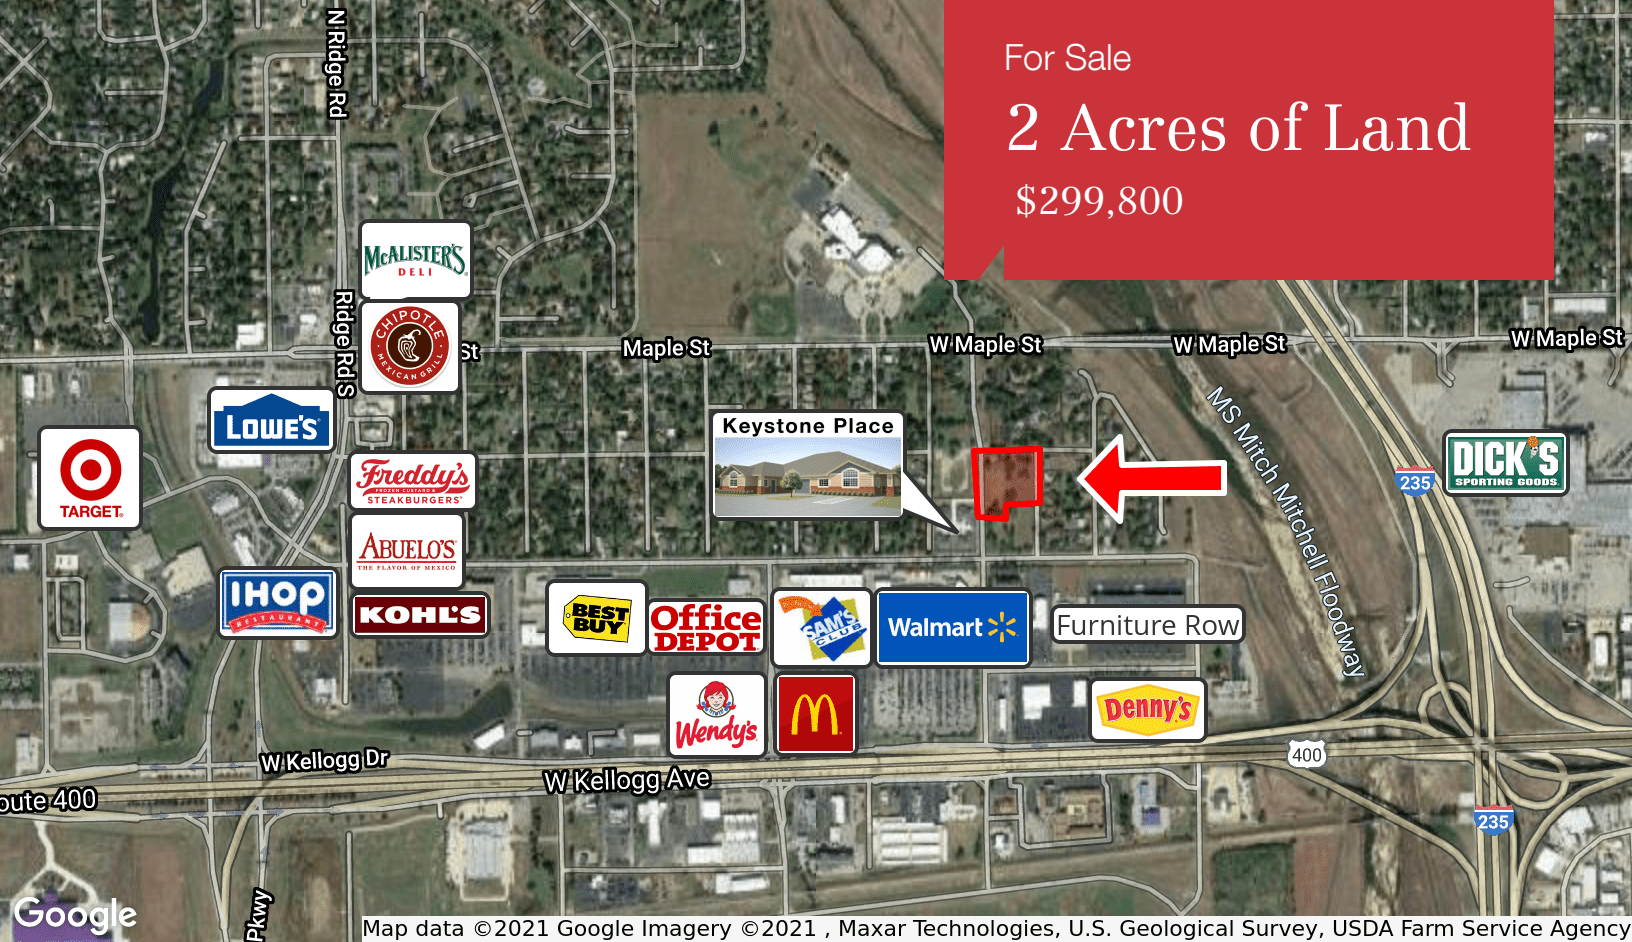 For Sale
2 Acres of Land
$299,800
N Ridge Rd
McALISTER'S
DELI
Ridge Rd S
CHIPOTLE
MEXICAN GRILL
St
Maple St
W Maple St
W Maple St
W Maple St
LOWE'S
Keystone Place
TARGET
Freddy's
FROZEN CUSTARD &
STEAKBURGERS
MS Mitch Mitchell Floodway
235
DICK'S
SPORTING GOODS
ABUELO'S
THE FLAVOR OF MEXICO
IHOP
RESTAURANT
KOHL'S
BEST
BUY
Office
DEPOT
SAM'S
CLUB
Walmart
Furniture Row
Wendy's
Denny's
W Kellogg Dr
W Kellogg Ave
400
oute 400
235
Pkwy
Google
Map data ©2021 Google Imagery ©2021 , Maxar Technologies, U.S. Geological Survey, USDA Farm Service Agency